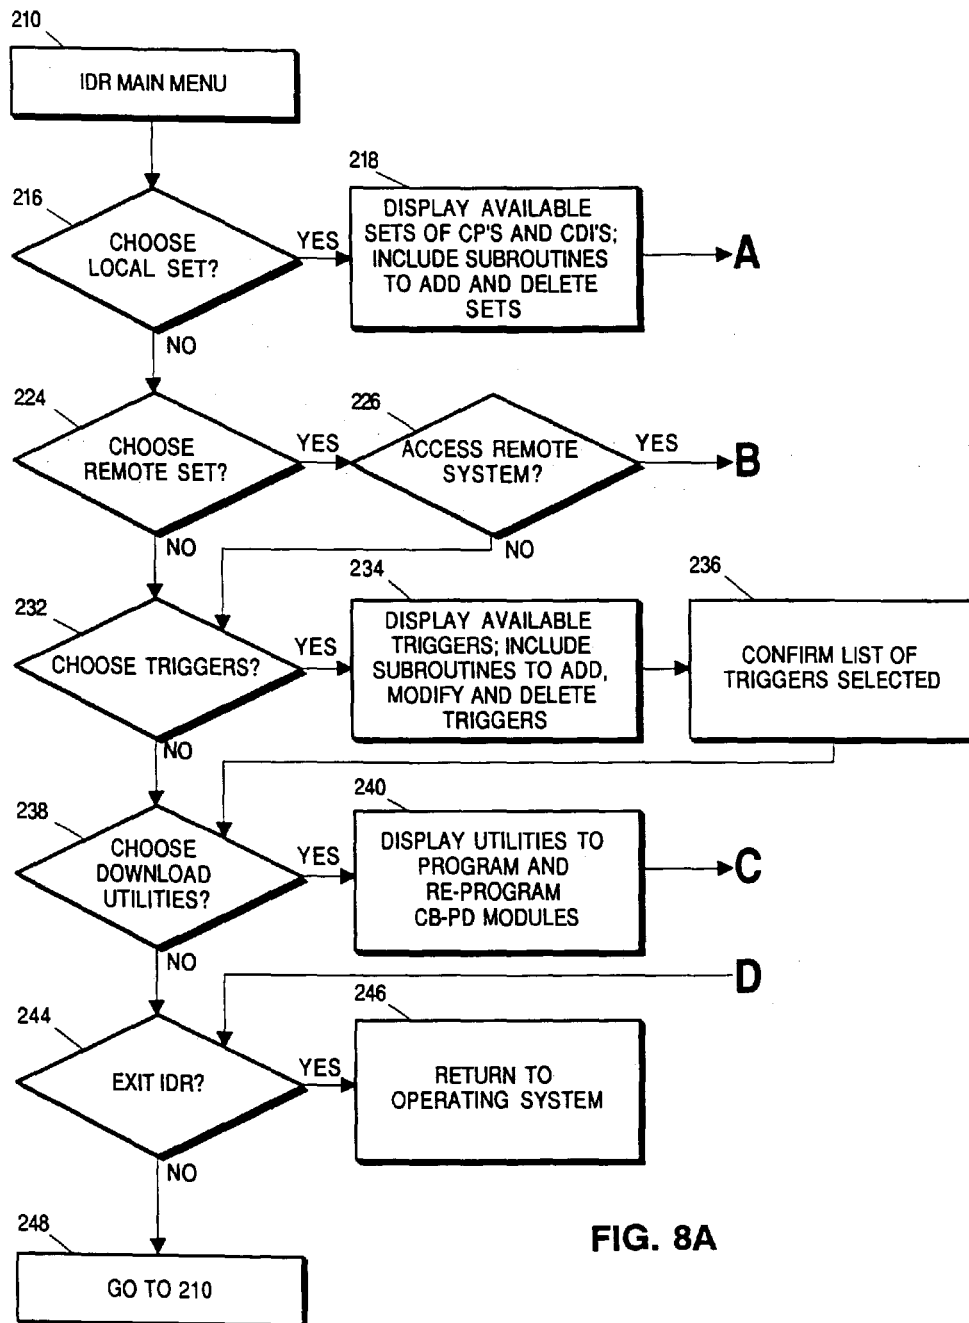 210
IDR MAIN MENU
216
CHOOSE
LOCAL SET?
YES
218
DISPLAY AVAILABLE
SETS OF CP'S AND CDI'S;
INCLUDE SUBROUTINES
TO ADD AND DELETE
SETS
A
NO
224
CHOOSE
REMOTE SET?
YES
226
ACCESS REMOTE
SYSTEM?
YES
B
NO
NO
232
CHOOSE TRIGGERS?
YES
234
DISPLAY AVAILABLE
TRIGGERS; INCLUDE
SUBROUTINES TO ADD,
MODIFY AND DELETE
TRIGGERS
236
CONFIRM LIST OF
TRIGGERS SELECTED
NO
238
CHOOSE
DOWNLOAD
UTILITIES?
YES
240
DISPLAY UTILITIES TO
PROGRAM AND
RE-PROGRAM
CB-PD MODULES
C
NO
D
244
EXIT IDR?
YES
246
RETURN TO
OPERATING SYSTEM
NO
248
GO TO 210
FIG. 8A